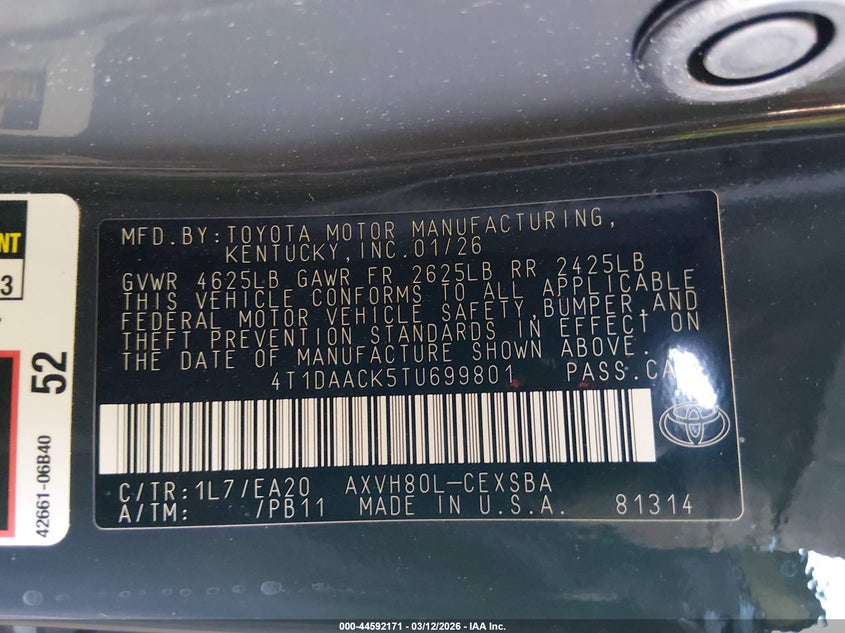 MFD.BY:TOYOTA MOTOR MANUFACTURING,
KENTUCKY,INC.01/26
GVWR 4625LB GAWR FR 2625LB RR 2425LB
THIS VEHICLE CONFORMS TO ALL APPLICABLE
FEDERAL MOTOR VEHICLE SAFETY,BUMPER,AND
THEFT PREVENTION STANDARDS IN EFFECT ON
THE DATE OF MANUFACTURE SHOWN ABOVE.
4T1DAACK5TU699801 PASS.CAR
C/TR:1L7/EA20 AXVH80L-CEXSBA
A/TM: /PB11 MADE IN U.S.A. 81314
3
52
42661-06B40
000-44592171 - 03/12/2026 - IAA Inc.